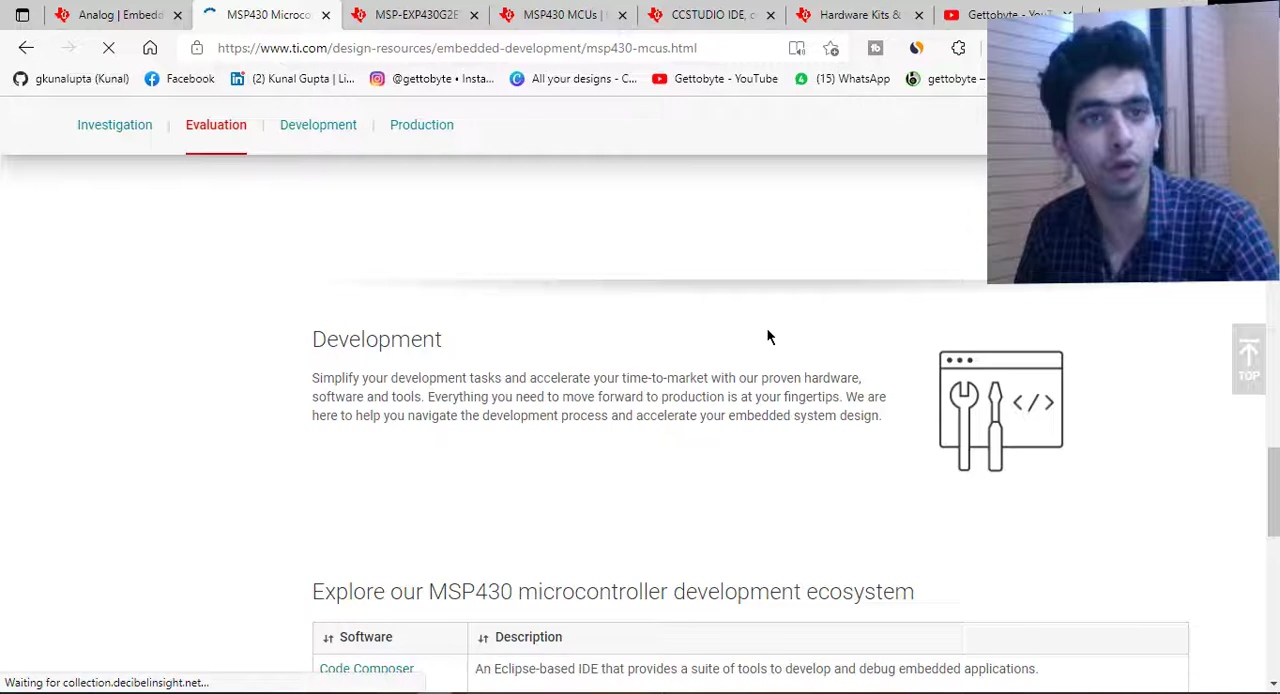 Analog | Embedd
MSP430 Microco
MSP-EXP430G2E
MSP430 MCUs |
CCSTUDIO IDE, c
Hardware Kits &
Gettobyte - YouT
https://www.ti.com/design-resources/embedded-development/msp430-mcus.html
gkunalupta (Kunal)
Facebook
(2) Kunal Gupta | Li...
@gettobyte • Insta...
All your designs - C...
Gettobyte - YouTube
(15) WhatsApp
gettobyte –
Investigation | Evaluation | Development | Production
Development
Simplify your development tasks and accelerate your time-to-market with our proven hardware,
software and tools. Everything you need to move forward to production is at your fingertips. We are
here to help you navigate the development process and accelerate your embedded system design.
</>
TOP
Explore our MSP430 microcontroller development ecosystem
Software
Description
Code Composer
An Eclipse-based IDE that provides a suite of tools to develop and debug embedded applications.
Waiting for collection.decibelinsight.net...